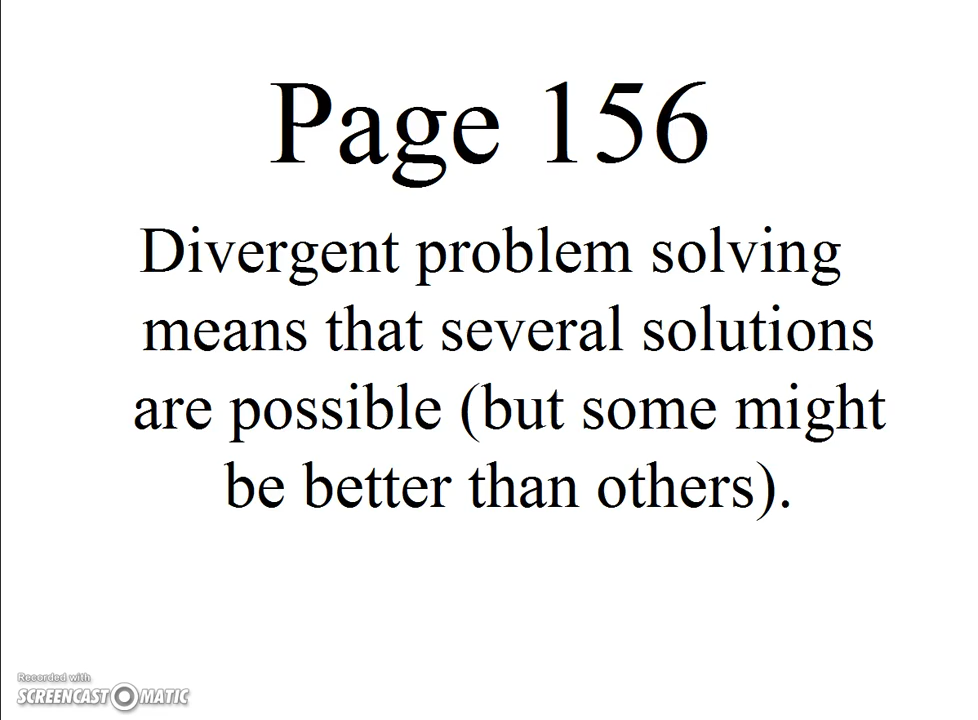 Page 156
Divergent problem solving
means that several solutions
are possible (but some might
be better than others).
Recorded with
SCREENCAST-O-MATIC